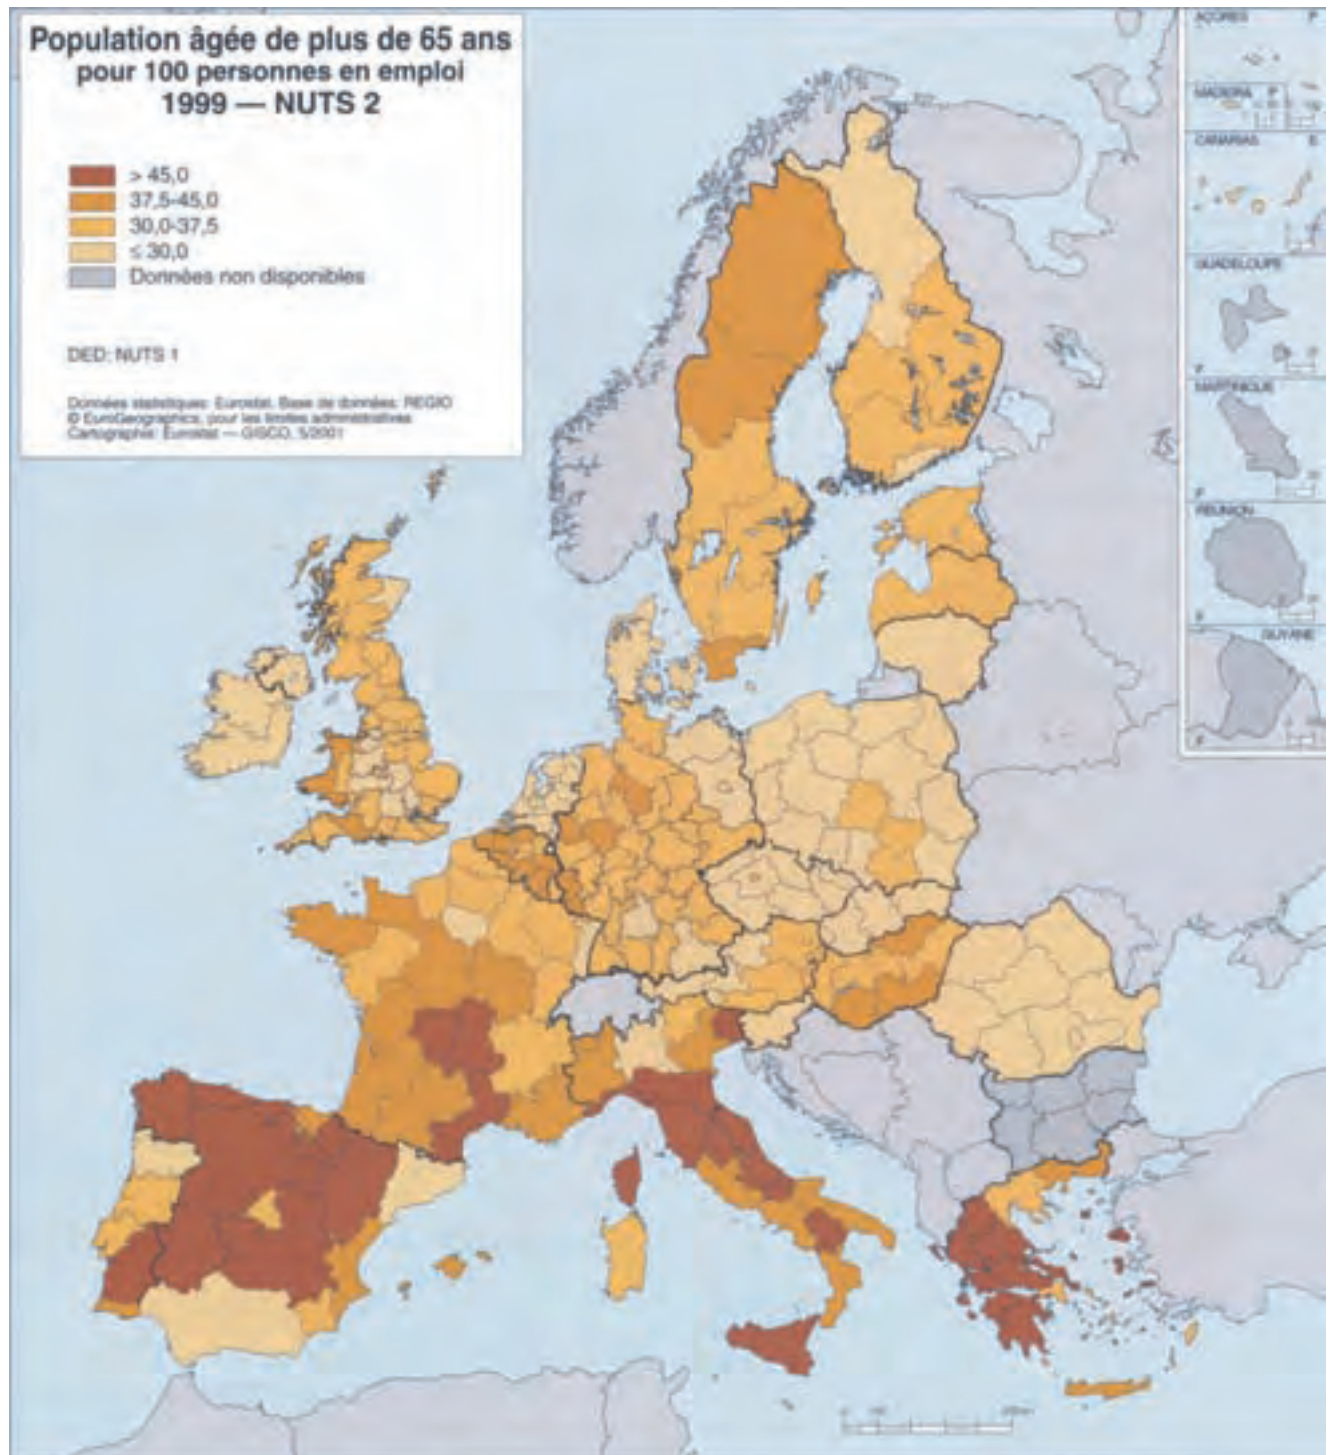 Population âgée de plus de 65 ans
pour 100 personnes en emploi
1999 — NUTS 2
> 45,0
37,5-45,0
30,0-37,5
≤ 30,0
Données non disponibles
DED: NUTS 1
Données statistiques: Eurostat. Base de données: REGIO
© EuroGeographics, pour les limites administratives
Cartographie: Eurostat — GISCO, 5/2001
AÇORES P
MADEIRA P
CANARIAS E
GUADELOUPE
F
MARTINIQUE
F
REUNION
F
GUYANE
F